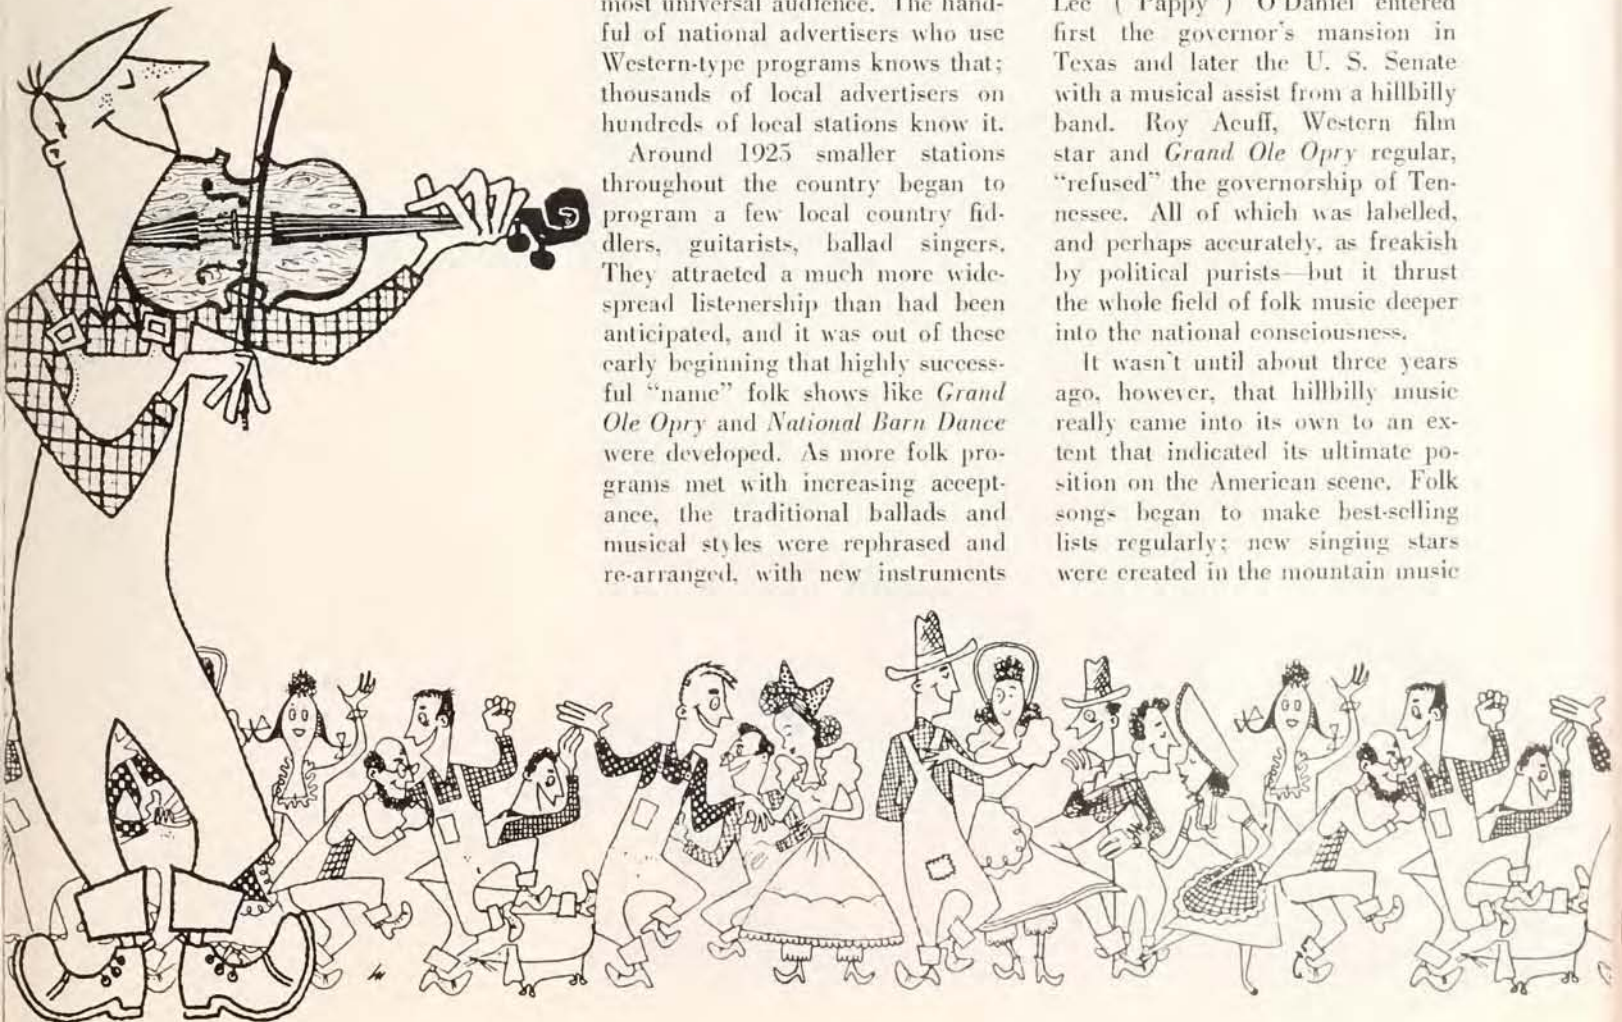 most universal audience. The hand-
ful of national advertisers who use
Western-type programs knows that;
thousands of local advertisers on
hundreds of local stations know it.
Around 1925 smaller stations
throughout the country began to
program a few local country fid-
dlers, guitarists, ballad singers.
They attracted a much more wide-
spread listenership than had been
anticipated, and it was out of these
early beginning that highly success-
ful "name" folk shows like Grand
Ole Opry and National Barn Dance
were developed. As more folk pro-
grams met with increasing accept-
ance, the traditional ballads and
musical styles were rephrased and
re-arranged, with new instruments
Lee ("Pappy") O'Daniel entered
first the governor's mansion in
Texas and later the U. S. Senate
with a musical assist from a hillbilly
band. Roy Acuff, Western film
star and Grand Ole Opry regular,
"refused" the governorship of Ten-
nessee. All of which was labelled,
and perhaps accurately, as freakish
by political purists—but it thrust
the whole field of folk music deeper
into the national consciousness.
It wasn't until about three years
ago, however, that hillbilly music
really came into its own to an ex-
tent that indicated its ultimate po-
sition on the American scene. Folk
songs began to make best-selling
lists regularly; new singing stars
were created in the mountain music